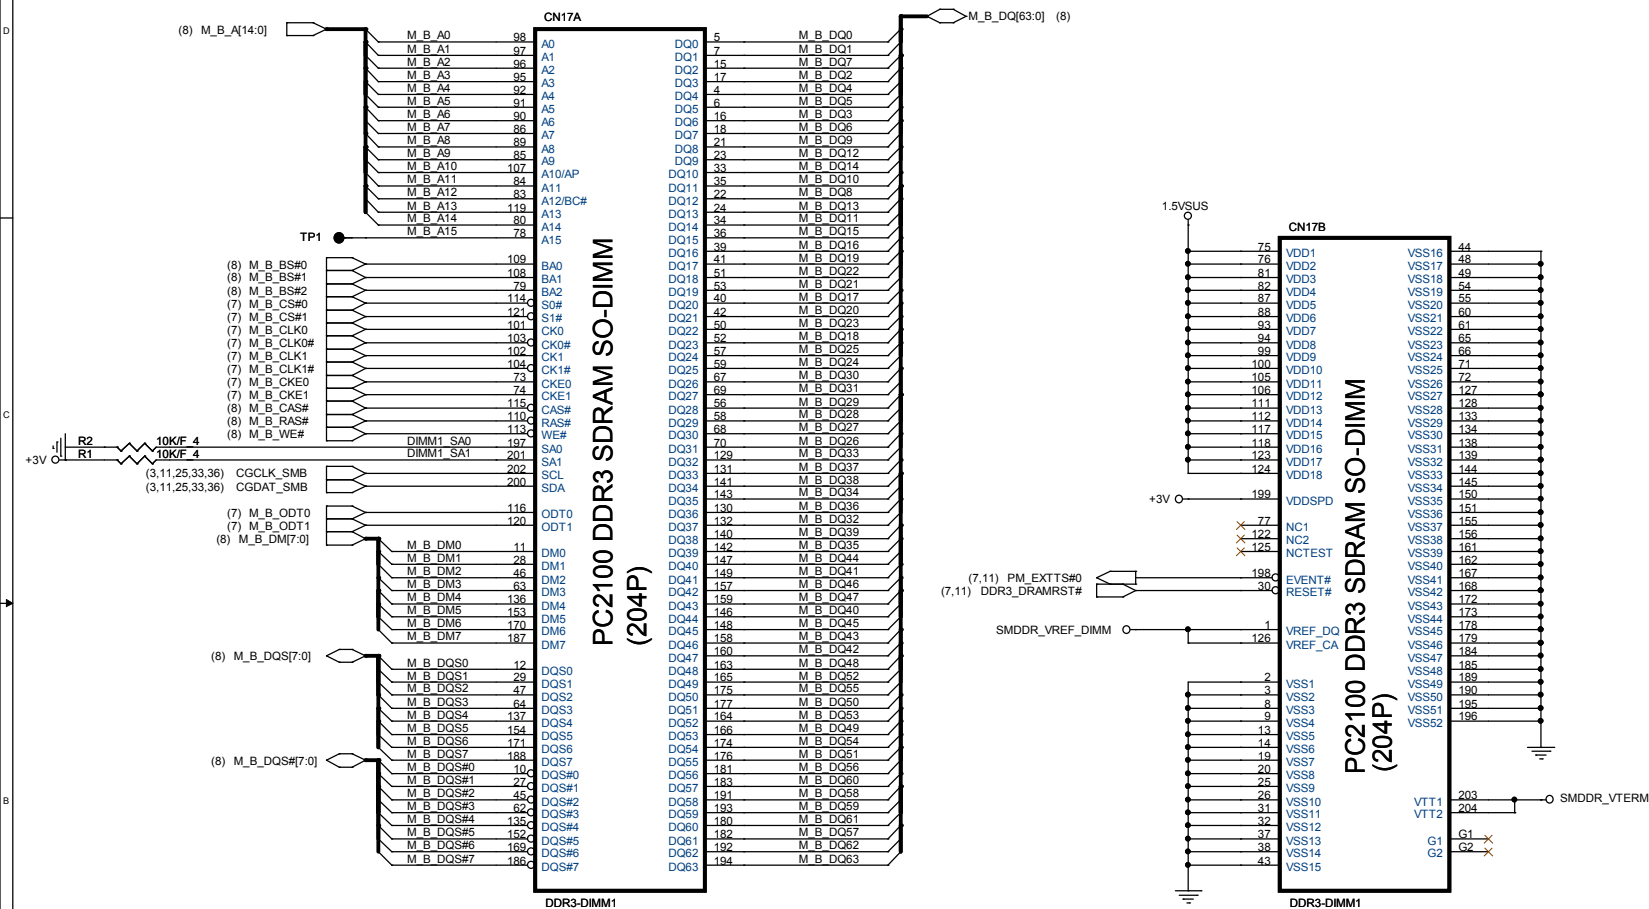 D
C
B
CN17A
(8) M_B_A[14:0]
M_B_DQ[63:0] (8)
M_B_A0 98 A0 DQ0 5 M_B_DQ0
M_B_A1 97 A1 DQ1 7 M_B_DQ1
M_B_A2 96 A2 DQ2 15 M_B_DQ7
M_B_A3 95 A3 DQ3 17 M_B_DQ2
M_B_A4 92 A4 DQ4 4 M_B_DQ4
M_B_A5 91 A5 DQ5 6 M_B_DQ5
M_B_A6 90 A6 DQ6 16 M_B_DQ3
M_B_A7 86 A7 DQ7 18 M_B_DQ6
M_B_A8 89 A8 DQ8 21 M_B_DQ9
M_B_A9 85 A9 DQ9 23 M_B_DQ12
M_B_A10 107 A10/AP DQ10 33 M_B_DQ14
M_B_A11 84 A11 DQ11 35 M_B_DQ10
M_B_A12 83 A12/BC# DQ12 22 M_B_DQ8
M_B_A13 119 A13 DQ13 24 M_B_DQ13
M_B_A14 80 A14 DQ14 34 M_B_DQ11
TP1 M_B_A15 78 A15 DQ15 36 M_B_DQ15
DQ16 39 M_B_DQ16
(8) M_B_BS#0 109 BA0 DQ17 41 M_B_DQ19
(8) M_B_BS#1 108 BA1 DQ18 51 M_B_DQ22
(8) M_B_BS#2 79 BA2 DQ19 53 M_B_DQ21
(7) M_B_CS#0 114 S0# DQ20 40 M_B_DQ17
(7) M_B_CS#1 121 S1# DQ21 42 M_B_DQ20
(7) M_B_CLK0 101 CK0 DQ22 50 M_B_DQ23
(7) M_B_CLK0# 103 CK0# DQ23 52 M_B_DQ18
(7) M_B_CLK1 102 CK1 DQ24 57 M_B_DQ25
(7) M_B_CLK1# 104 CK1# DQ25 59 M_B_DQ24
(7) M_B_CKE0 73 CKE0 DQ26 67 M_B_DQ30
(7) M_B_CKE1 74 CKE1 DQ27 69 M_B_DQ31
(8) M_B_CAS# 115 CAS# DQ28 56 M_B_DQ29
(8) M_B_RAS# 110 RAS# DQ29 58 M_B_DQ28
(8) M_B_WE# 113 WE# DQ30 68 M_B_DQ27
R2 10K/F_4 DIMM1_SA0 197 SA0 DQ31 70 M_B_DQ26
+3V R1 10K/F_4 DIMM1_SA1 201 SA1 DQ32 129 M_B_DQ33
(3,11,25,33,36) CGCLK_SMB 202 SCL DQ33 131 M_B_DQ37
(3,11,25,33,36) CGDAT_SMB 200 SDA DQ34 141 M_B_DQ38
DQ35 143 M_B_DQ34
(7) M_B_ODT0 116 ODT0 DQ36 130 M_B_DQ36
(7) M_B_ODT1 120 ODT1 DQ37 132 M_B_DQ32
(8) M_B_DM[7:0] DQ38 140 M_B_DQ39
M_B_DM0 11 DM0 DQ39 142 M_B_DQ35
M_B_DM1 28 DM1 DQ40 147 M_B_DQ44
M_B_DM2 46 DM2 DQ41 149 M_B_DQ41
M_B_DM3 63 DM3 DQ42 157 M_B_DQ46
M_B_DM4 136 DM4 DQ43 159 M_B_DQ47
M_B_DM5 153 DM5 DQ44 146 M_B_DQ40
M_B_DM6 170 DM6 DQ45 148 M_B_DQ45
M_B_DM7 187 DM7 DQ46 158 M_B_DQ43
(8) M_B_DQS[7:0] DQ47 160 M_B_DQ42
M_B_DQS0 12 DQS0 DQ48 163 M_B_DQ48
M_B_DQS1 29 DQS1 DQ49 165 M_B_DQ52
M_B_DQS2 47 DQS2 DQ50 175 M_B_DQ55
M_B_DQS3 64 DQS3 DQ51 177 M_B_DQ50
M_B_DQS4 137 DQS4 DQ52 164 M_B_DQ53
M_B_DQS5 154 DQS5 DQ53 166 M_B_DQ49
M_B_DQS6 171 DQS6 DQ54 174 M_B_DQ54
M_B_DQS7 188 DQS7 DQ55 176 M_B_DQ51
(8) M_B_DQS#[7:0]
M_B_DQS#0 10 DQS#0 DQ56 181 M_B_DQ56
M_B_DQS#1 27 DQS#1 DQ57 183 M_B_DQ60
M_B_DQS#2 45 DQS#2 DQ58 191 M_B_DQ58
M_B_DQS#3 62 DQS#3 DQ59 193 M_B_DQ59
M_B_DQS#4 135 DQS#4 DQ60 180 M_B_DQ61
M_B_DQS#5 152 DQS#5 DQ61 182 M_B_DQ57
M_B_DQS#6 169 DQS#6 DQ62 192 M_B_DQ62
M_B_DQS#7 186 DQS#7 DQ63 194 M_B_DQ63
PC2100 DDR3 SDRAM SO-DIMM
(204P)
DDR3-DIMM1
1.5VSUS
CN17B
75 VDD1 VSS16 44
76 VDD2 VSS17 48
81 VDD3 VSS18 49
82 VDD4 VSS19 54
87 VDD5 VSS20 55
88 VDD6 VSS21 60
93 VDD7 VSS22 61
94 VDD8 VSS23 65
99 VDD9 VSS24 66
100 VDD10 VSS25 71
105 VDD11 VSS26 72
106 VDD12 VSS27 127
111 VDD13 VSS28 128
112 VDD14 VSS29 133
117 VDD15 VSS30 134
118 VDD16 VSS31 138
123 VDD17 VSS32 139
124 VDD18 VSS33 144
VSS34 145
+3V 199 VDDSPD VSS35 150
VSS36 151
77 NC1 VSS37 155
122 NC2 VSS38 156
125 NCTEST VSS39 161
VSS40 162
(7,11) PM_EXTTS#0 198 EVENT# VSS41 167
(7,11) DDR3_DRAMRST# 30 RESET# VSS42 168
VSS43 172
VSS44 173
SMDDR_VREF_DIMM 1 VREF_DQ VSS45 178
126 VREF_CA VSS46 179
VSS47 184
VSS48 185
2 VSS1 VSS49 189
3 VSS2 VSS50 190
8 VSS3 VSS51 195
9 VSS4 VSS52 196
13 VSS5
14 VSS6
19 VSS7
20 VSS8
25 VSS9
26 VSS10 VTT1 203 SMDDR_VTERM
31 VSS11 VTT2 204
32 VSS12
37 VSS13 G1 G1
38 VSS14 G2 G2
43 VSS15
PC2100 DDR3 SDRAM SO-DIMM
(204P)
DDR3-DIMM1